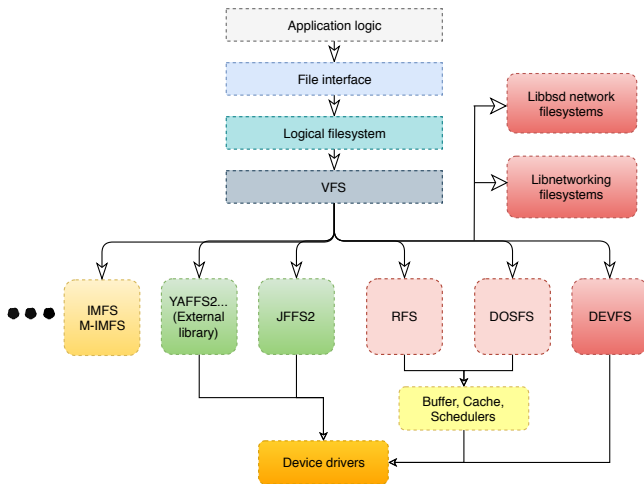 Application logic
File interface
Logical filesystem
VFS
Libbsd network
filesystems
Libnetworking
filesystems
IMFS
M-IMFS
YAFFS2...
(External
library)
JFFS2
RFS
DOSFS
DEVFS
Buffer, Cache,
Schedulers
Device drivers